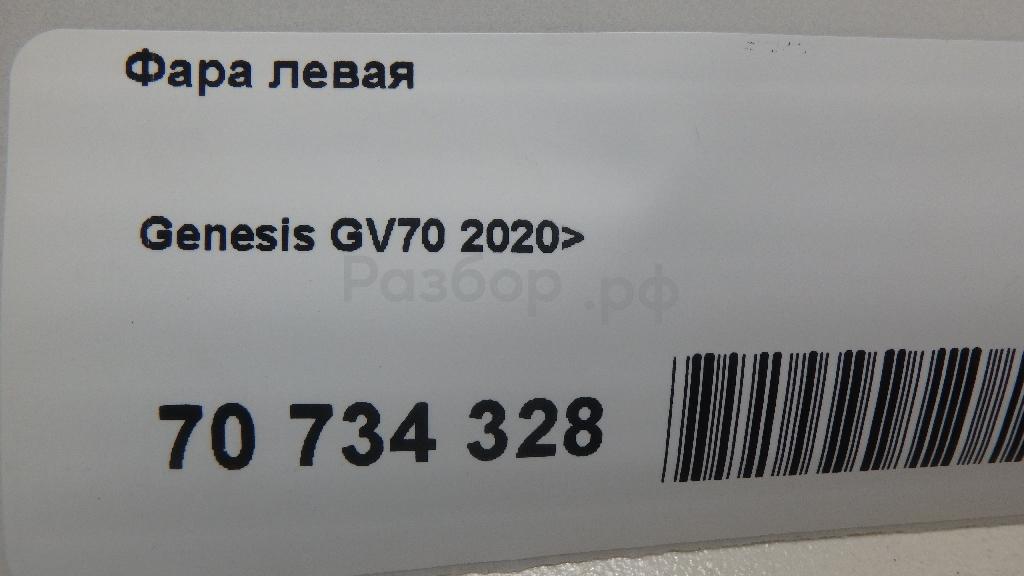 Фара левая
Genesis GV70 2020>
Разбор.рф
70 734 328